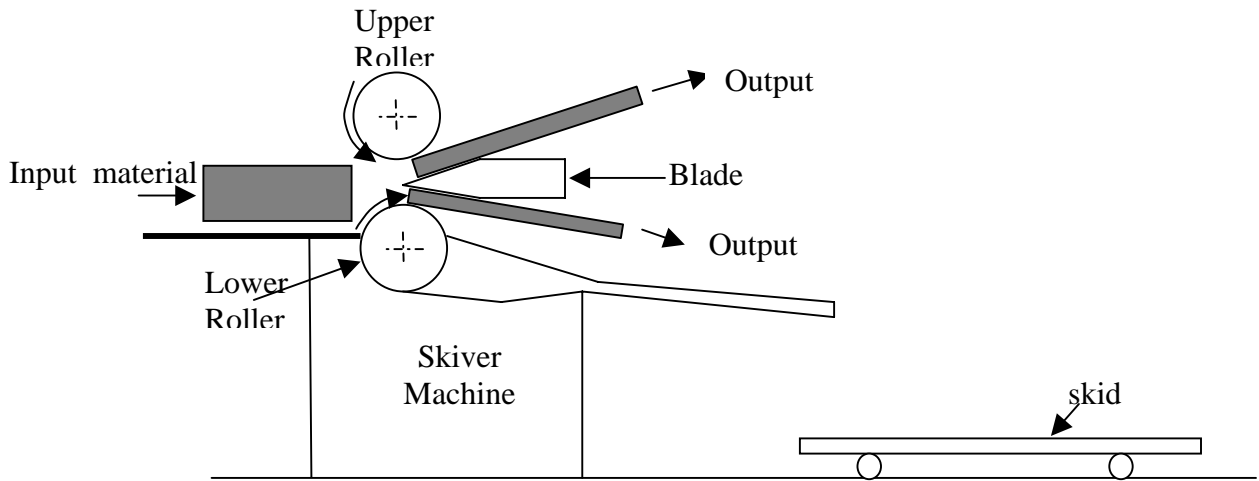 Upper
Roller
Output
Input material
Blade
Output
Lower
Roller
Skiver
Machine
skid